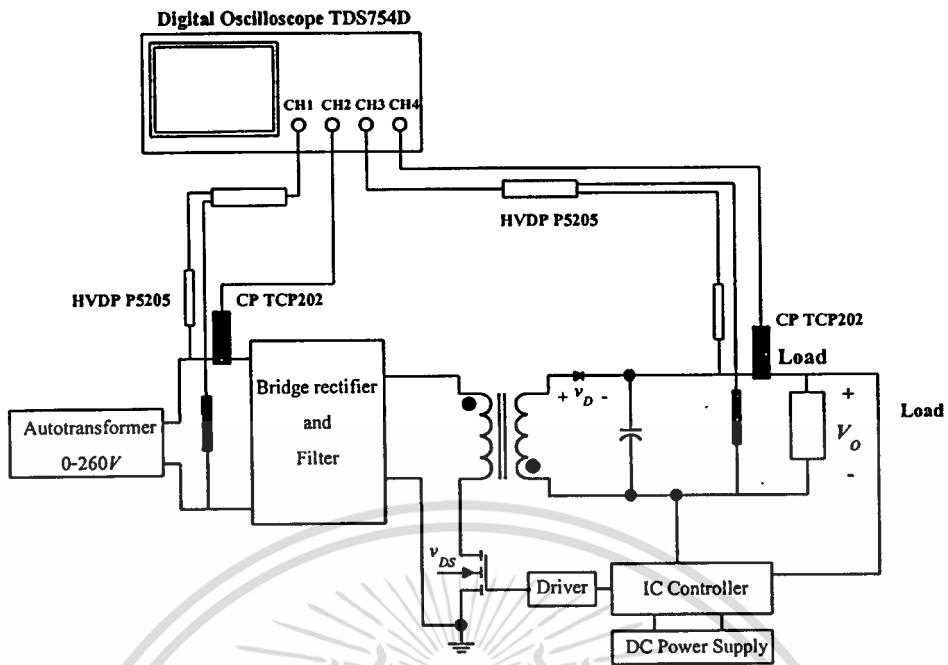 Digital Oscilloscope TDS754D
CH1 CH2 CH3 CH4
HVDP P5205
HVDP P5205
CP TCP202
CP TCP202
Load
Bridge rectifier
and
Filter
Autotransformer
0-260V
+ v_D -
+
V_O
-
Load
v_DS
Driver
IC Controller
DC Power Supply